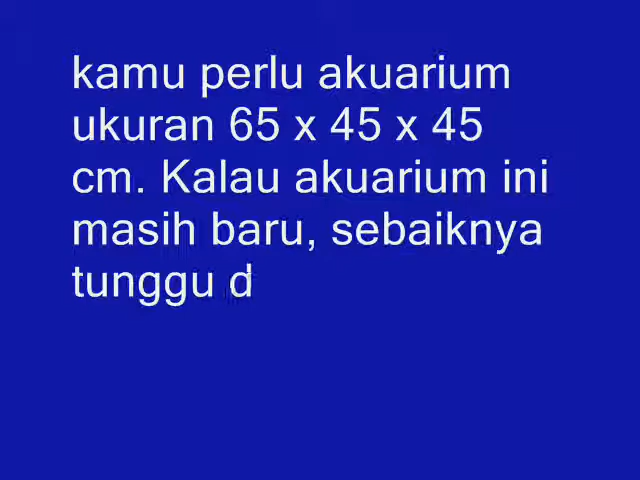 kamu perlu akuarium
ukuran 65 x 45 x 45
cm. Kalau akuarium ini
masih baru, sebaiknya
tunggu d